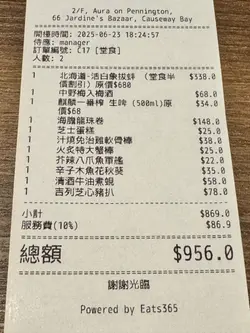 2/F, Aura on Pennington,
66 Jardine's Bazaar, Causeway Bay
開檯時間: 2025-06-23 18:24:57
侍應: manager
訂單編號: C17 [堂食]
人數: 2
1 北海道-活白象拔蚌 (堂食半 $338.0
價割引) 原價$680
1 中野梅入梅酒 $68.0
1 麒麟一番榨 生啤 (500ml)原 $34.0
價$68
1 海膽龍珠卷 $148.0
1 芝士蛋糕 $25.0
1 汁燒免治雞軟骨棒 $38.0
1 火炙特大蟹棒 $25.0
1 芥辣八爪魚軍艦 $22.0
1 辛子木魚花秋葵 $35.0
1 清酒牛油煮蜆 $58.0
1 吉列芝心豬扒 $78.0
小計 $869.0
服務費(10%) $86.9
總額 $956.0
謝謝光臨
Powered by Eats365